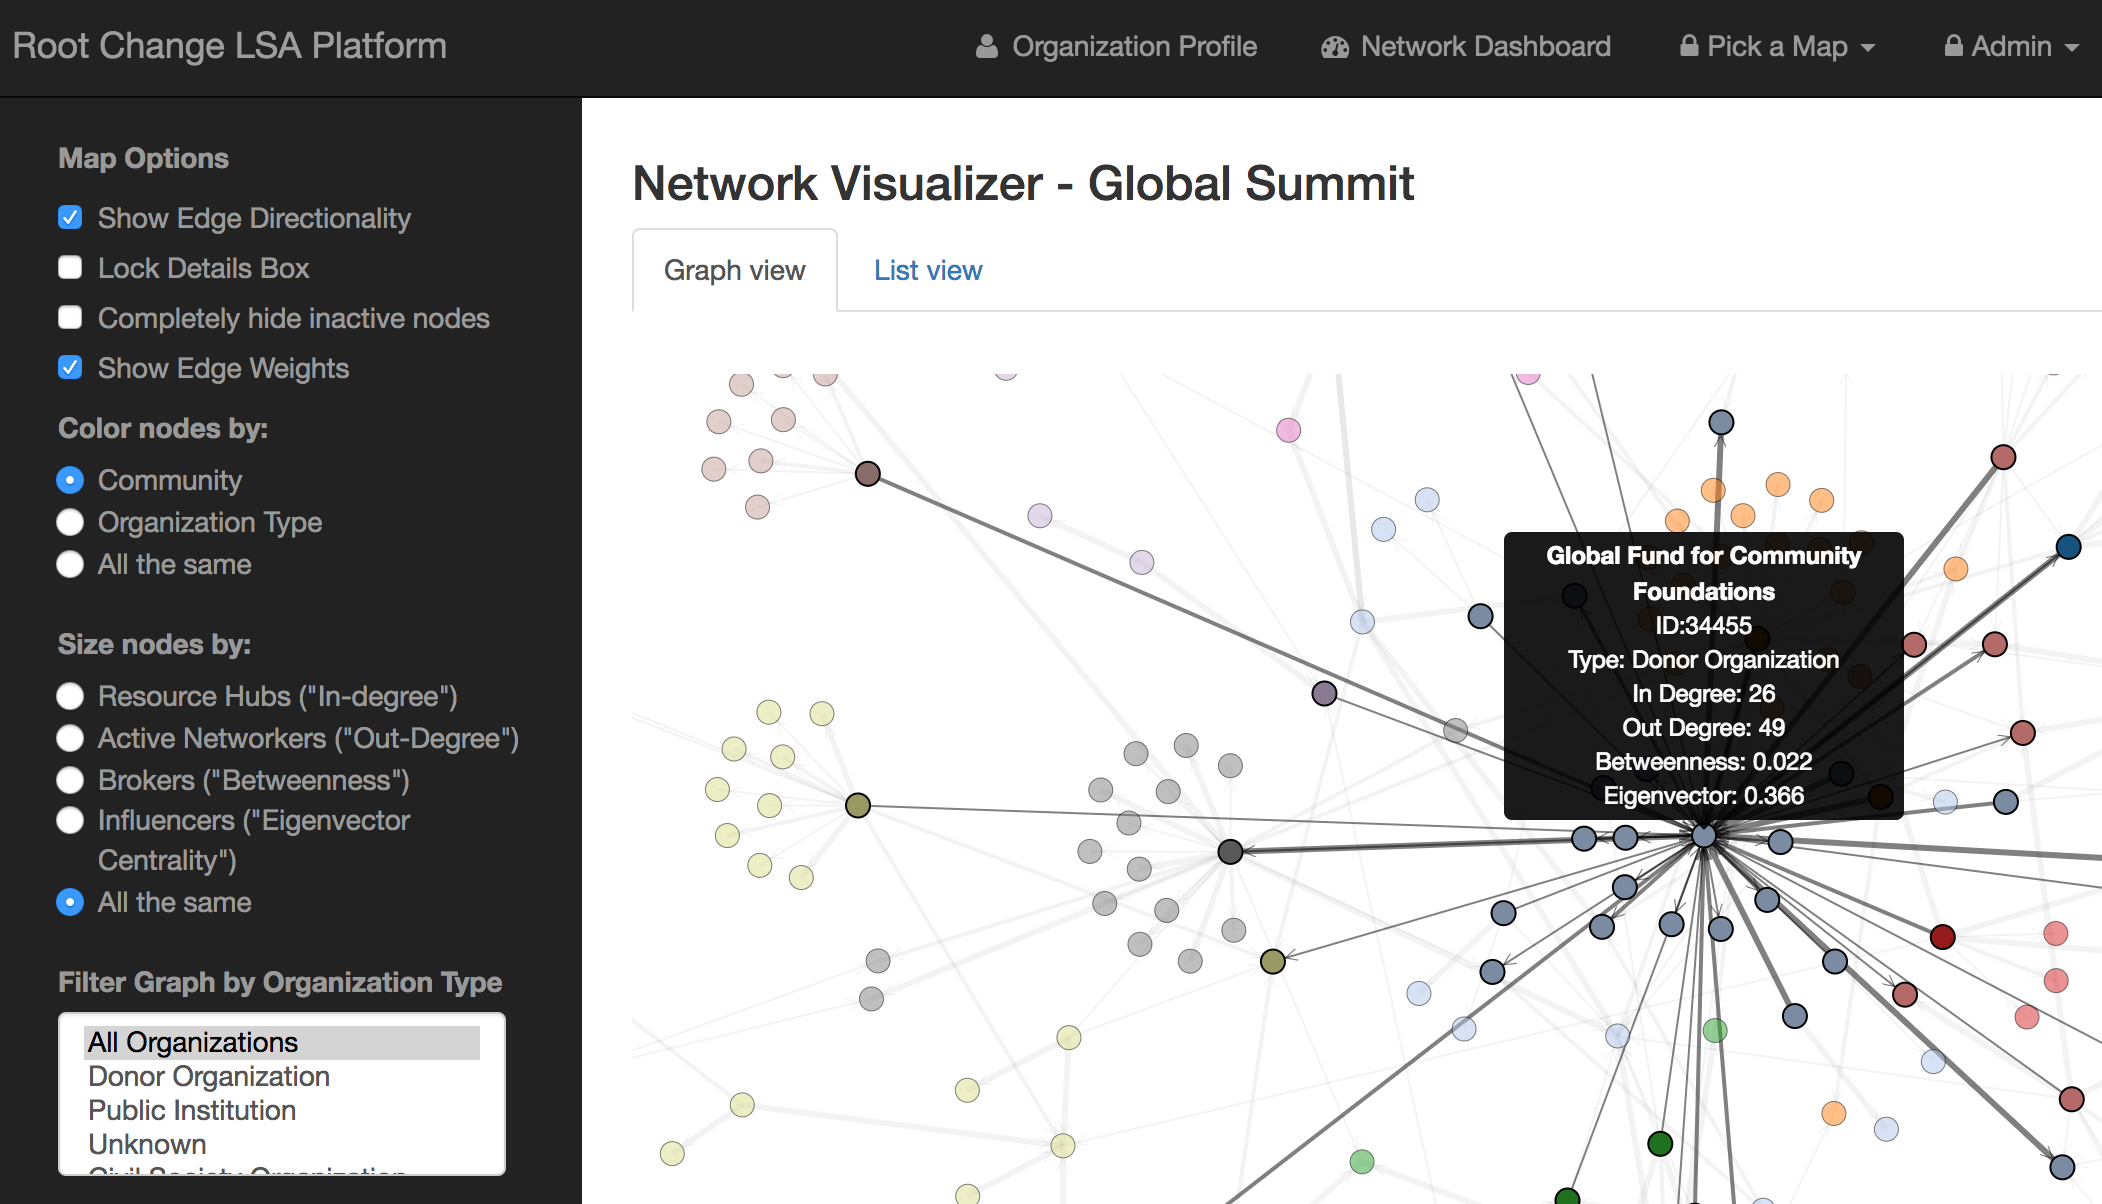 Root Change LSA Platform
Organization Profile
Network Dashboard
Pick a Map
Admin
Map Options
Show Edge Directionality
Lock Details Box
Completely hide inactive nodes
Show Edge Weights
Color nodes by:
Community
Organization Type
All the same
Size nodes by:
Resource Hubs ("In-degree")
Active Networkers ("Out-Degree")
Brokers ("Betweenness")
Influencers ("Eigenvector
Centrality")
All the same
Filter Graph by Organization Type
All Organizations
Donor Organization
Public Institution
Unknown
Civil Society Organization
Network Visualizer - Global Summit
Graph view
List view
Global Fund for Community
Foundations
ID:34455
Type: Donor Organization
In Degree: 26
Out Degree: 49
Betweenness: 0.022
Eigenvector: 0.366